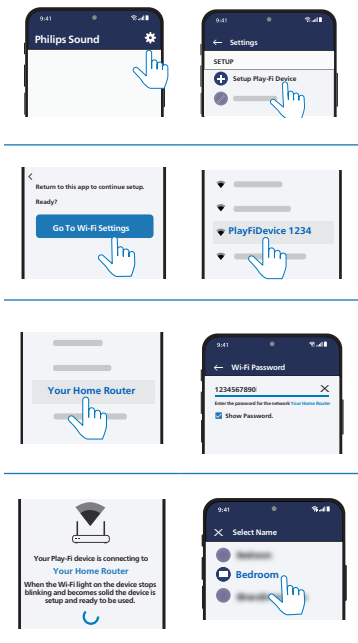 9:41
Philips Sound
9:41
← Settings
SETUP
Setup Play-Fi Device
Return to this app to continue setup.
Ready?
Go To Wi-Fi Settings
PlayFiDevice 1234
Your Home Router
9:41
← Wi-Fi Password
1234567890
Enter the password for the network Your Home Router
Show Password.
Your Play-Fi device is connecting to
Your Home Router
When the Wi-Fi light on the device stops
blinking and becomes solid the device is
setup and ready to be used.
9:41
Select Name
Bedroom